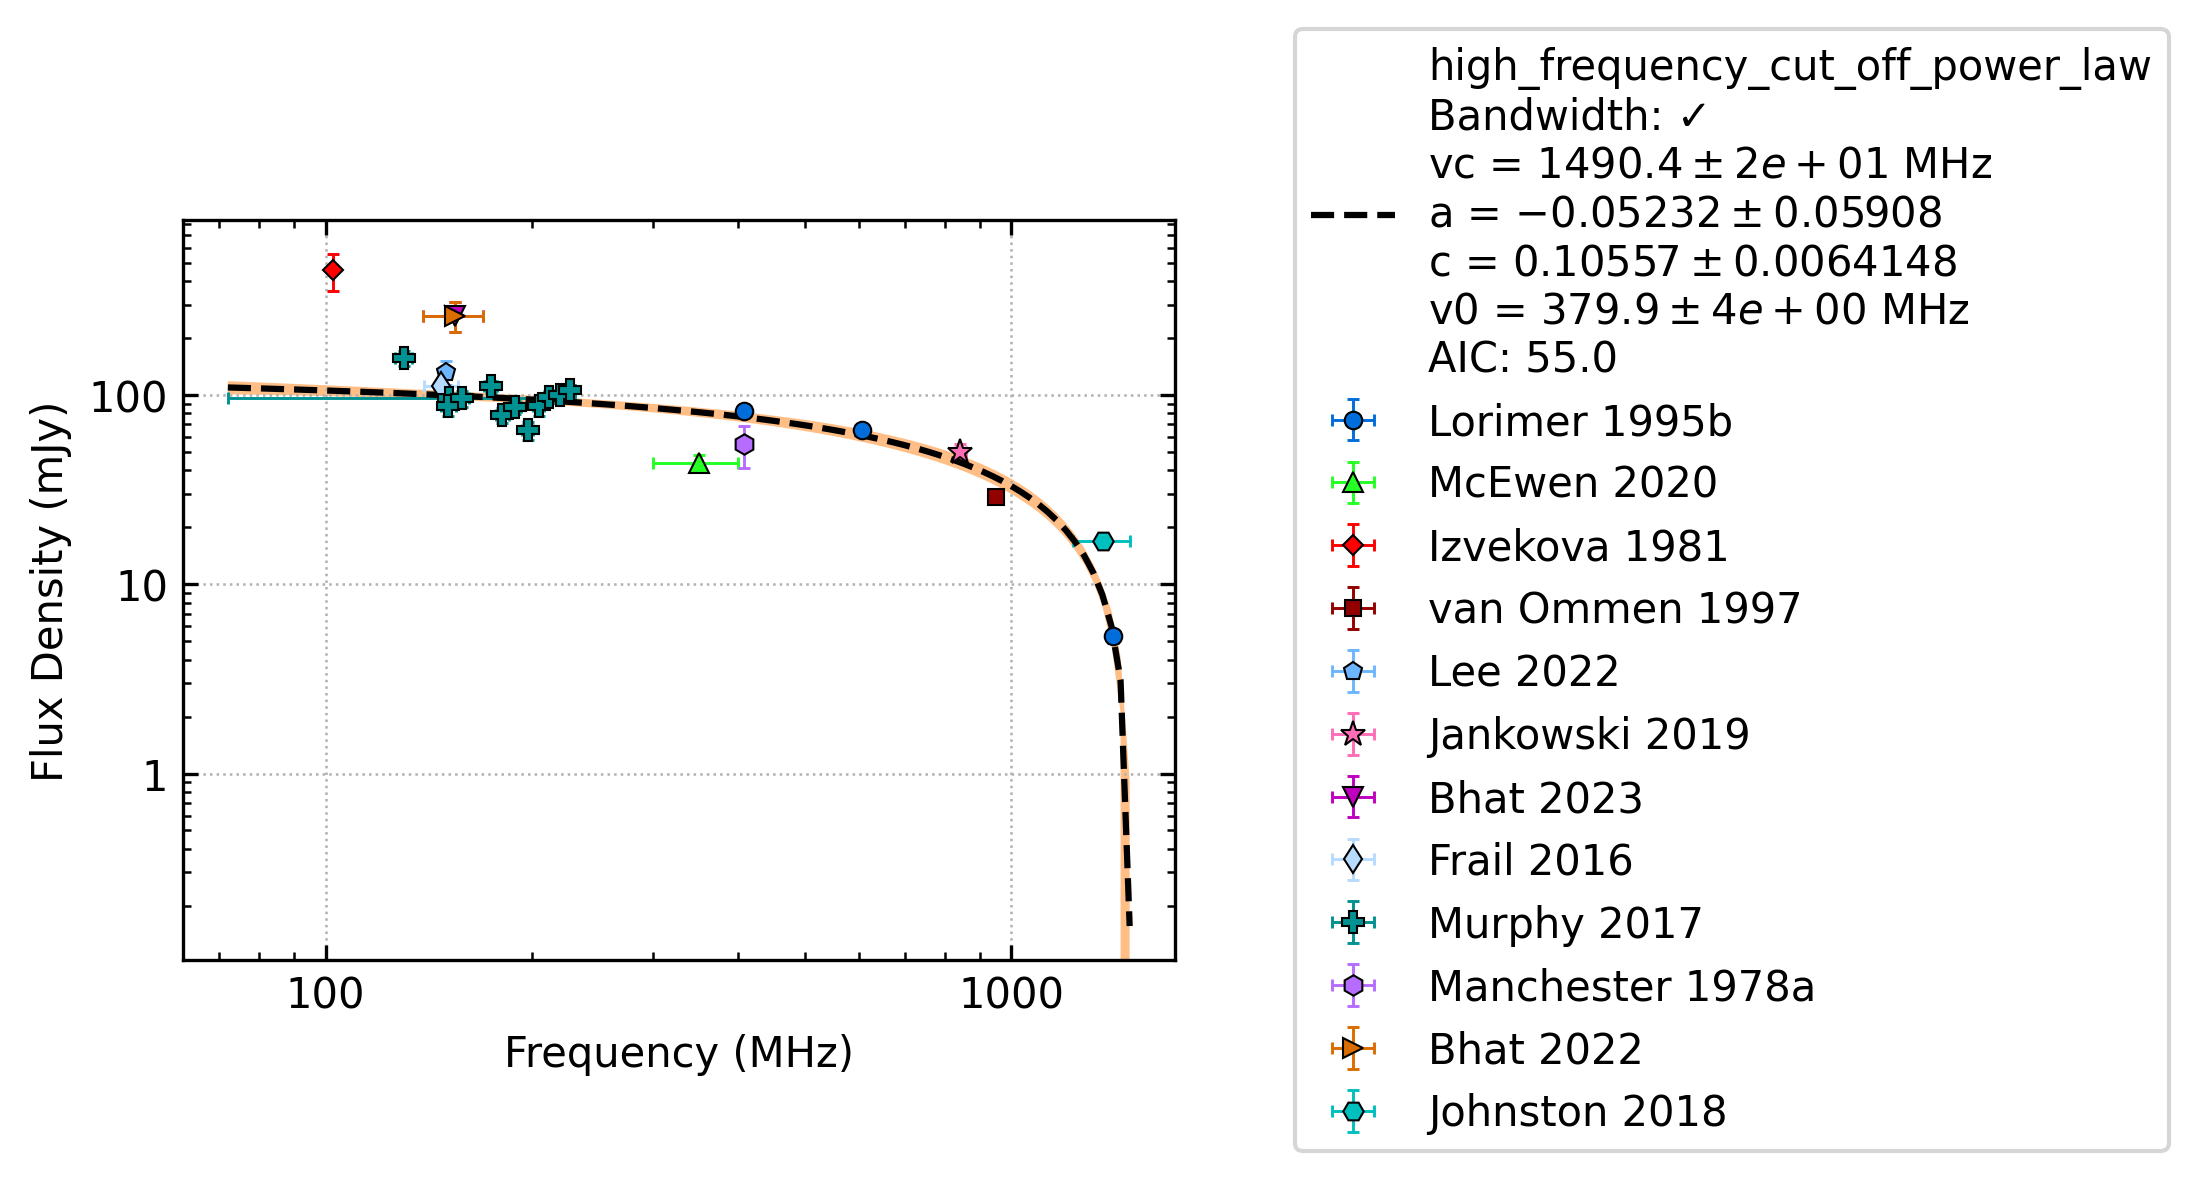 high_frequency_cut_off_power_law
Bandwidth: ✓
vc = 1490.4 ± 2e + 01 MHz
a = −0.05232 ± 0.05908
c = 0.10557 ± 0.0064148
v0 = 379.9 ± 4e + 00 MHz
AIC: 55.0
Lorimer 1995b
McEwen 2020
Izvekova 1981
van Ommen 1997
Lee 2022
Jankowski 2019
Bhat 2023
Frail 2016
Murphy 2017
Manchester 1978a
Bhat 2022
Johnston 2018
Flux Density (mJy)
100
10
1
100
1000
Frequency (MHz)